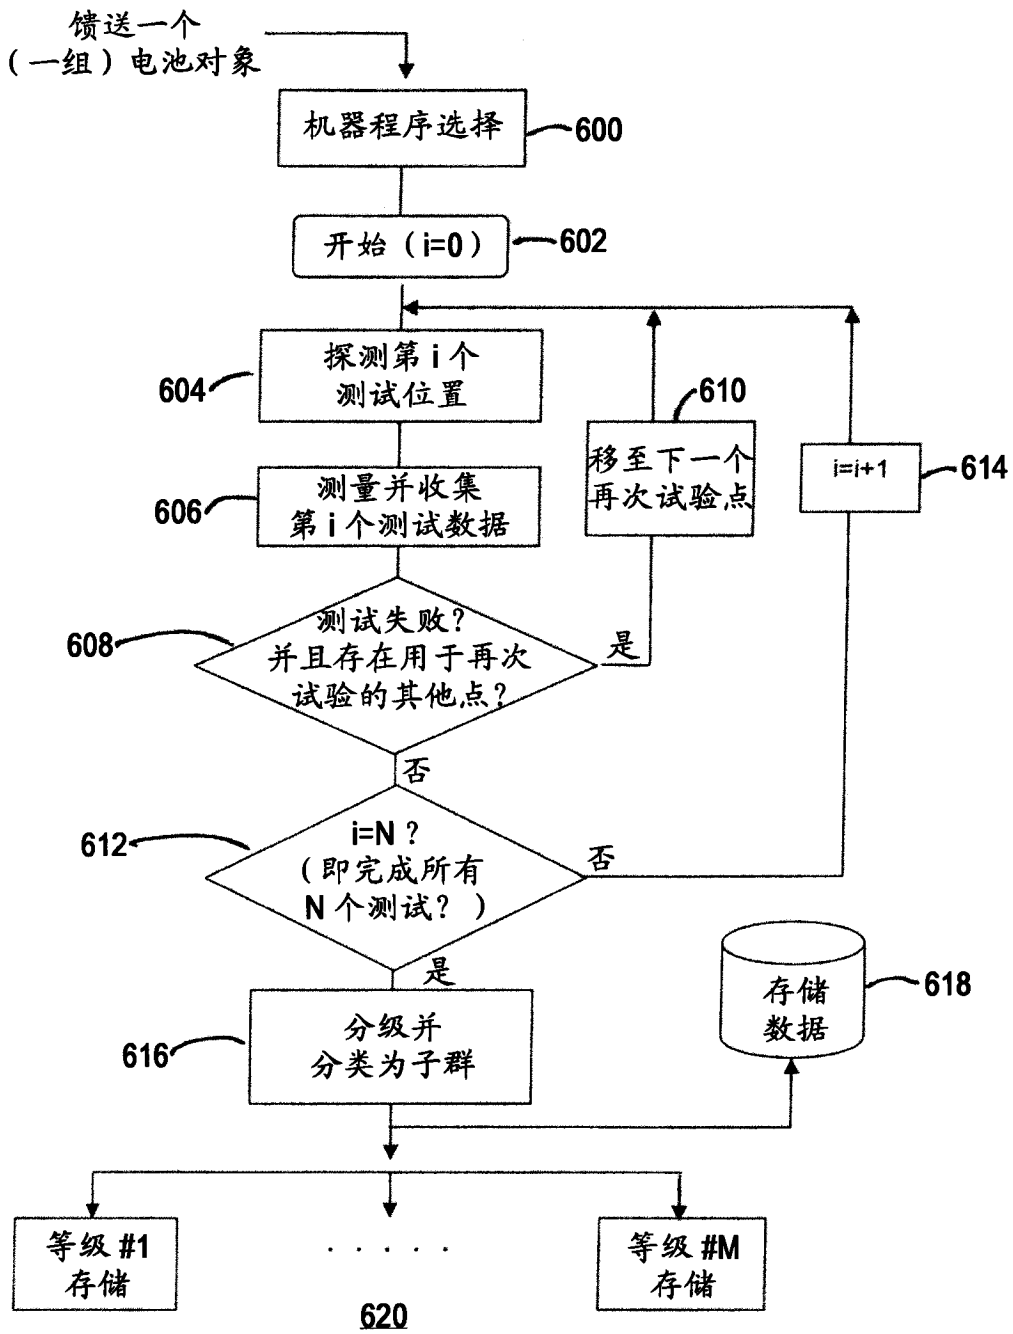 馈送一个
（一组）电池对象
机器程序选择
600
开始（i=0）
602
探测第 i 个
测试位置
604
610
移至下一个
再次试验点
i=i+1
614
测量并收集
第 i 个测试数据
606
测试失败？
并且存在用于再次
试验的其他点？
608
是
否
i=N？
（即完成所有
N个测试？）
612
否
是
存储
数据
618
分级并
分类为子群
616
等级 #1
存储
· · · · ·
等级 #M
存储
620